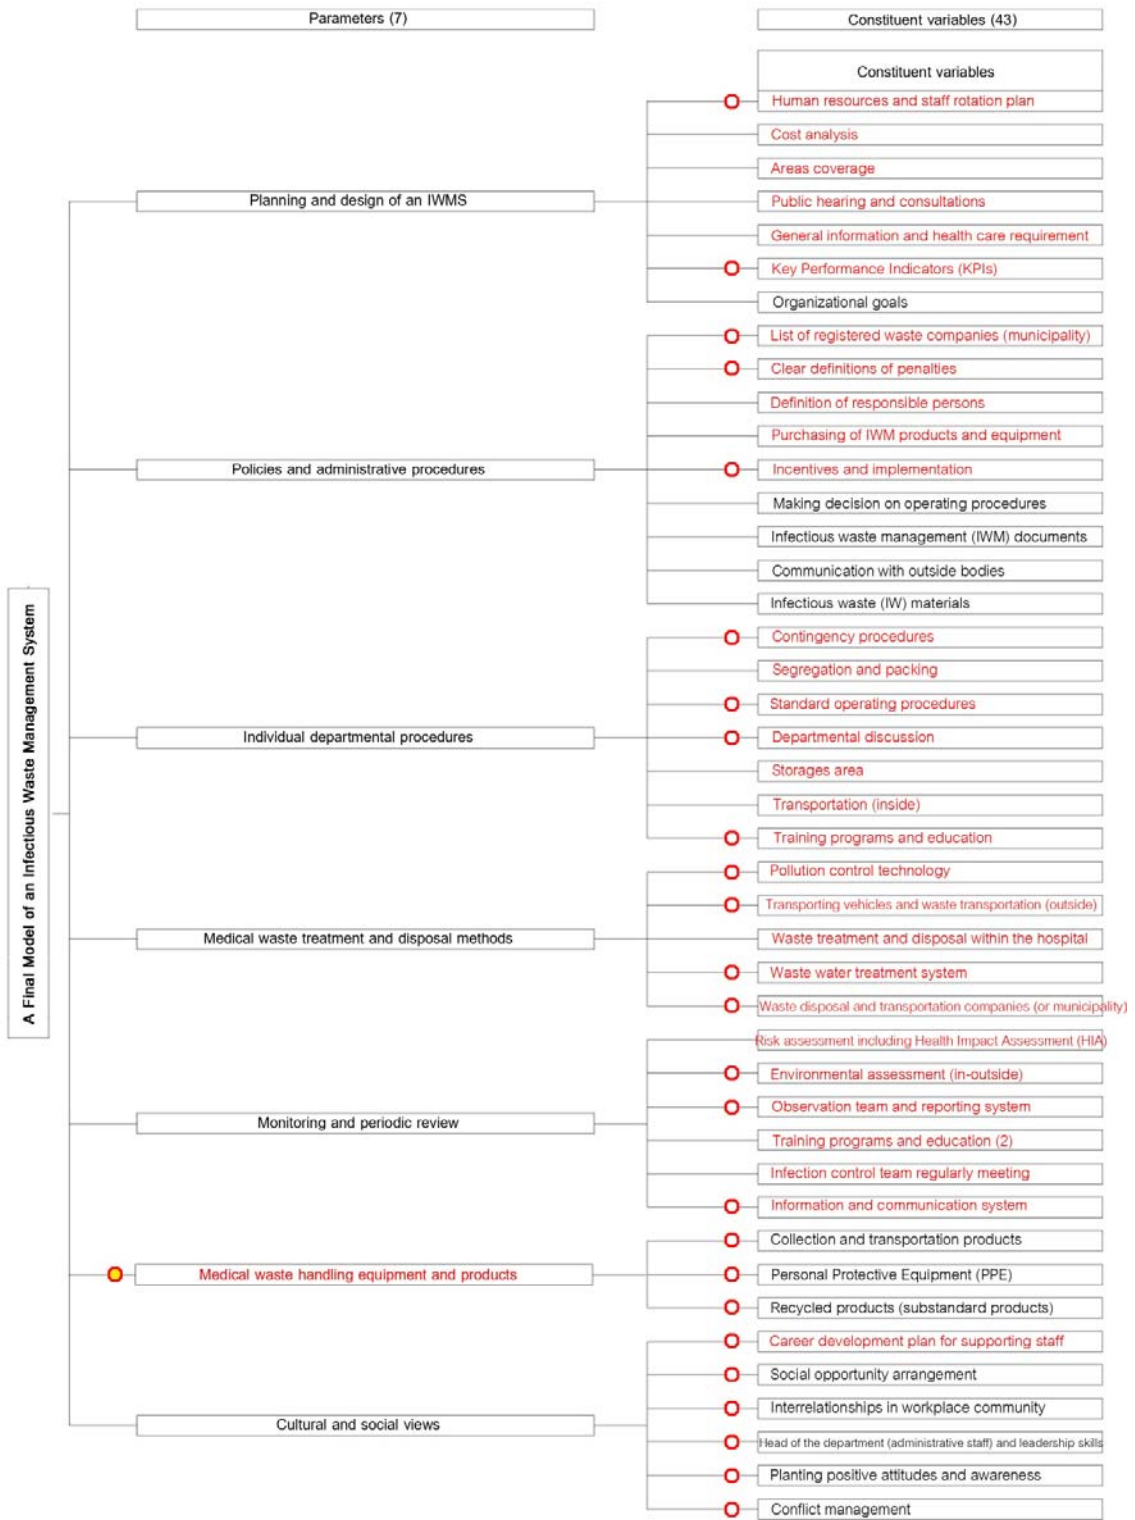 Parameters (7)
Constituent variables (43)
Constituent variables
Human resources and staff rotation plan
Cost analysis
Areas coverage
Planning and design of an IWMS
Public hearing and consultations
General information and health care requirement
Key Performance Indicators (KPIs)
Organizational goals
List of registered waste companies (municipality)
Clear definitions of penalties
Definition of responsible persons
Purchasing of IWM products and equipment
Policies and administrative procedures
Incentives and implementation
Making decision on operating procedures
Infectious waste management (IWM) documents
Communication with outside bodies
Infectious waste (IW) materials
A Final Model of an Infectious Waste Management System
Contingency procedures
Segregation and packing
Standard operating procedures
Individual departmental procedures
Departmental discussion
Storages area
Transportation (inside)
Training programs and education
Pollution control technology
Transporting vehicles and waste transportation (outside)
Medical waste treatment and disposal methods
Waste treatment and disposal within the hospital
Waste water treatment system
Waste disposal and transportation companies (or municipality)
Risk assessment including Health Impact Assessment (HIA)
Environmental assessment (in-outside)
Observation team and reporting system
Monitoring and periodic review
Training programs and education (2)
Infection control team regularly meeting
Information and communication system
Collection and transportation products
Medical waste handling equipment and products
Personal Protective Equipment (PPE)
Recycled products (substandard products)
Career development plan for supporting staff
Social opportunity arrangement
Interrelationships in workplace community
Cultural and social views
Head of the department (administrative staff) and leadership skills
Planting positive attitudes and awareness
Conflict management